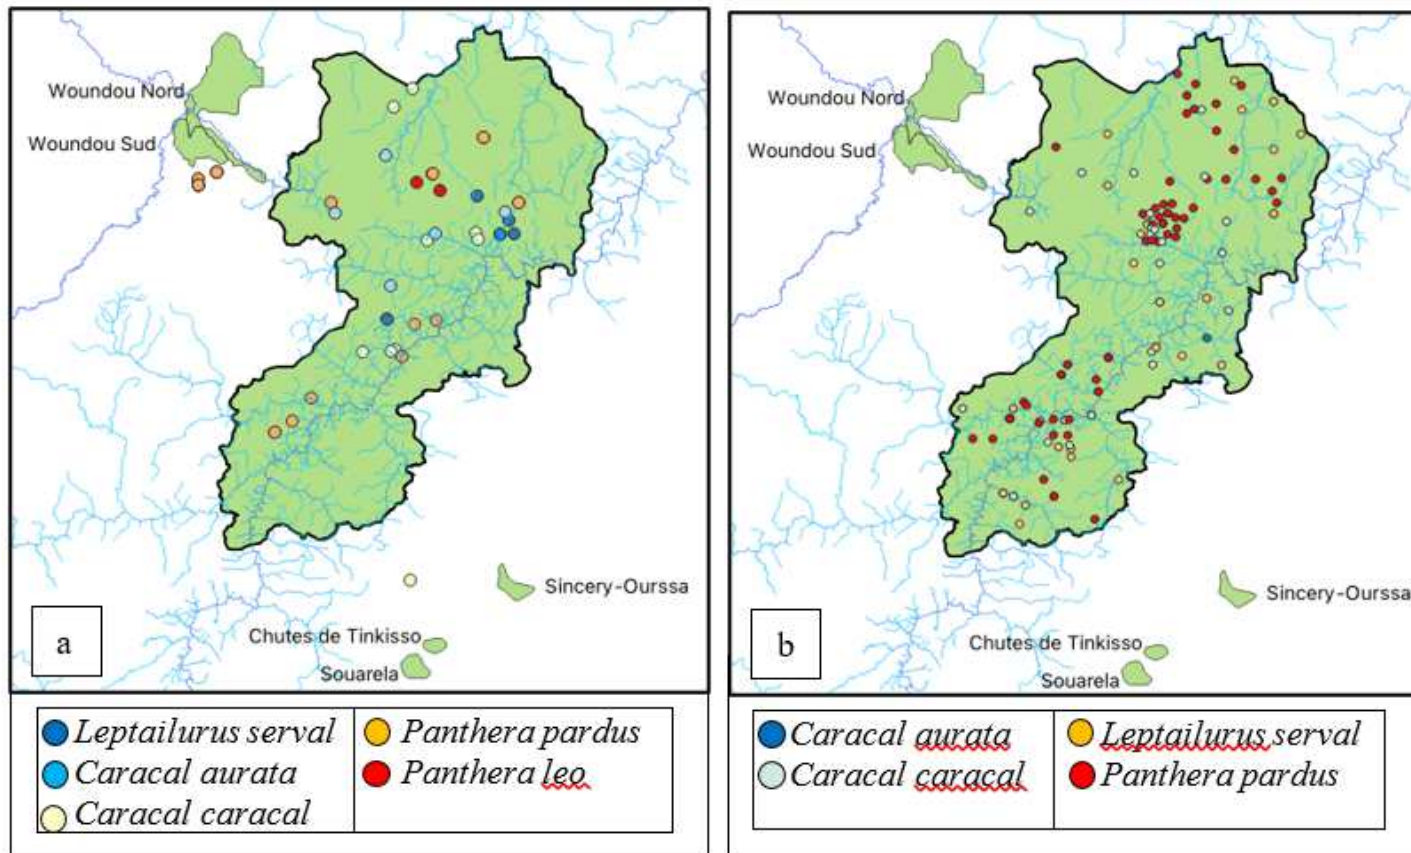 Woundou Nord
Woundou Sud
Sincery-Ourssa
Chutes de Tinkisso
Souarela
a
Leptailurus serval
Caracal aurata
Caracal caracal
Panthera pardus
Panthera leo
Woundou Nord
Woundou Sud
Sincery-Ourssa
Chutes de Tinkisso
Souarela
b
Caracal aurata
Caracal caracal
Leptailurus serval
Panthera pardus